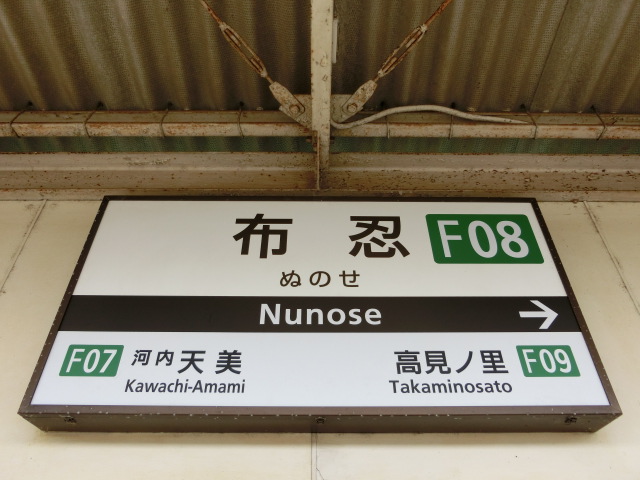 布忍 F08
ぬのせ
Nunose →
F07 河内天美 高見ノ里 F09
Kawachi-Amami Takaminosato